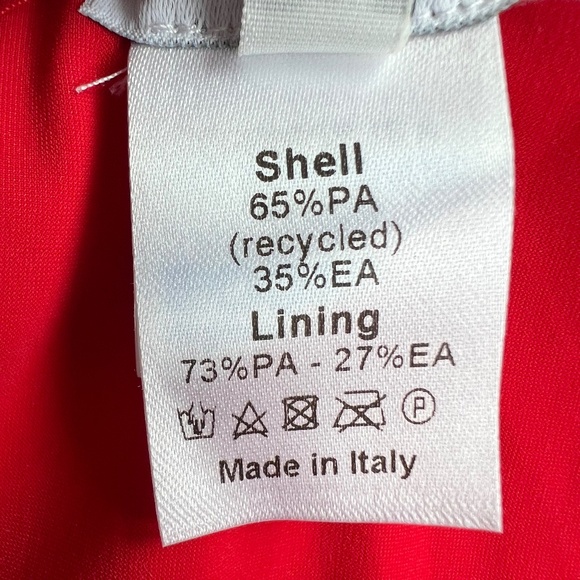 Shell
65%PA
(recycled)
35%EA
Lining
73%PA - 27%EA
P
Made in Italy